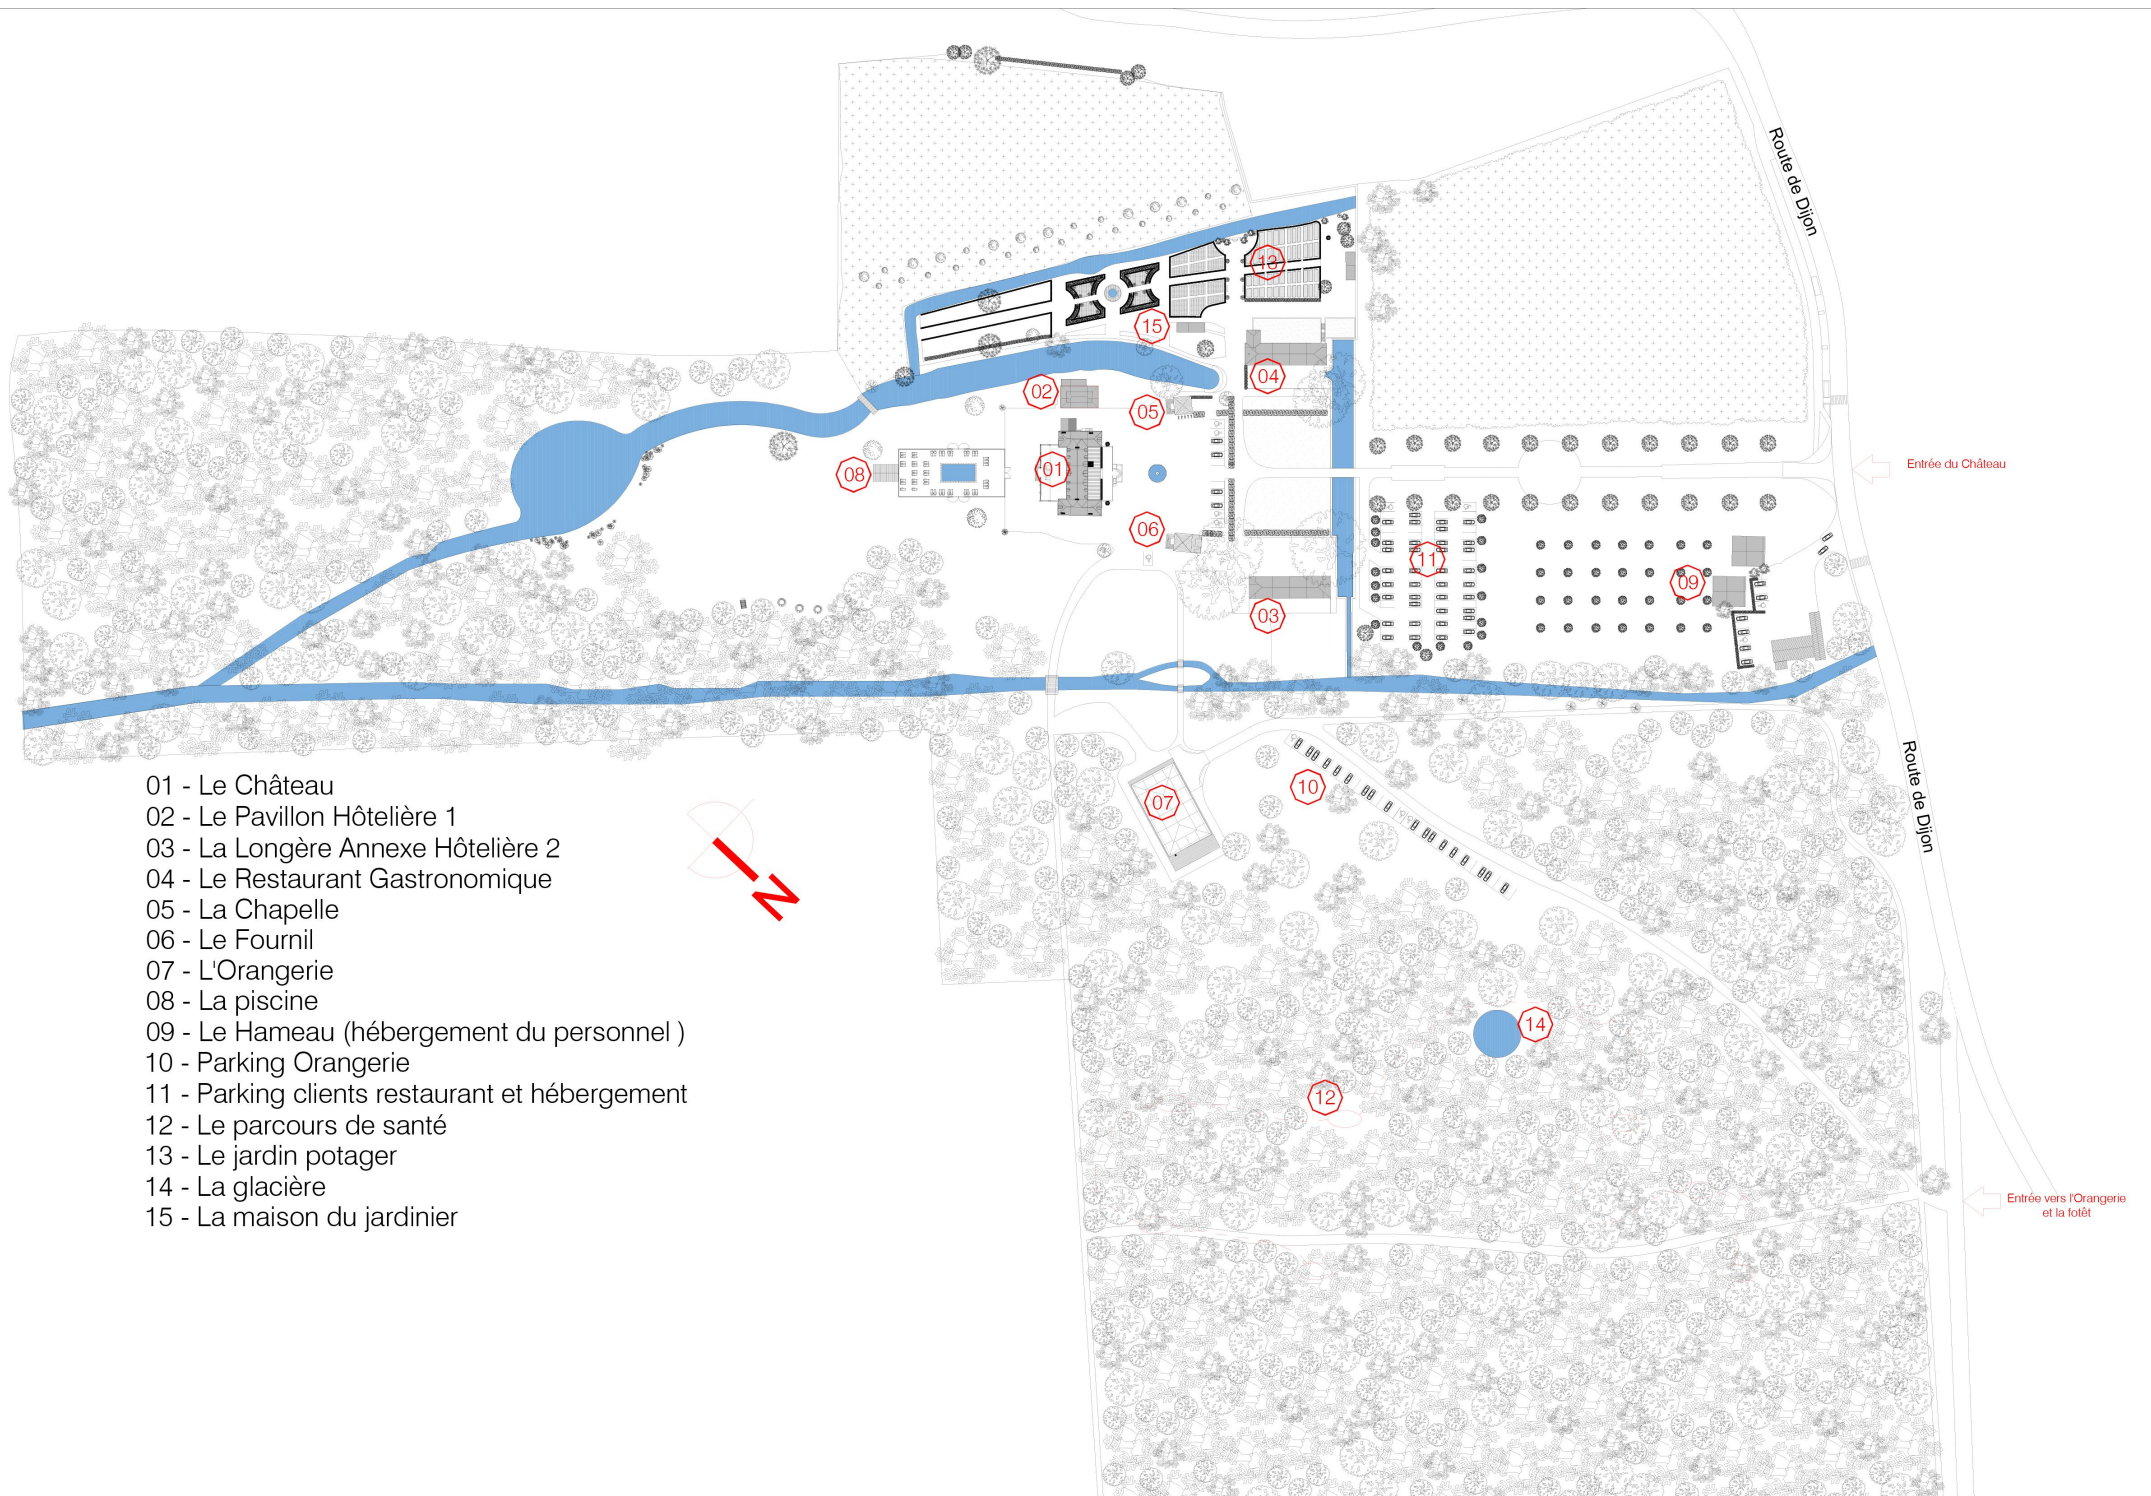 Route de Dijon
13
15
04
02
05
Entrée du Château
01
08
06
11
09
03
Route de Dijon
10
07
14
12
Entrée vers l'Orangerie
et la fotêt
01 - Le Château
02 - Le Pavillon Hôtelière 1
03 - La Longère Annexe Hôtelière 2
04 - Le Restaurant Gastronomique
05 - La Chapelle
06 - Le Fournil
07 - L'Orangerie
08 - La piscine
09 - Le Hameau (hébergement du personnel )
10 - Parking Orangerie
11 - Parking clients restaurant et hébergement
12 - Le parcours de santé
13 - Le jardin potager
14 - La glacière
15 - La maison du jardinier
N